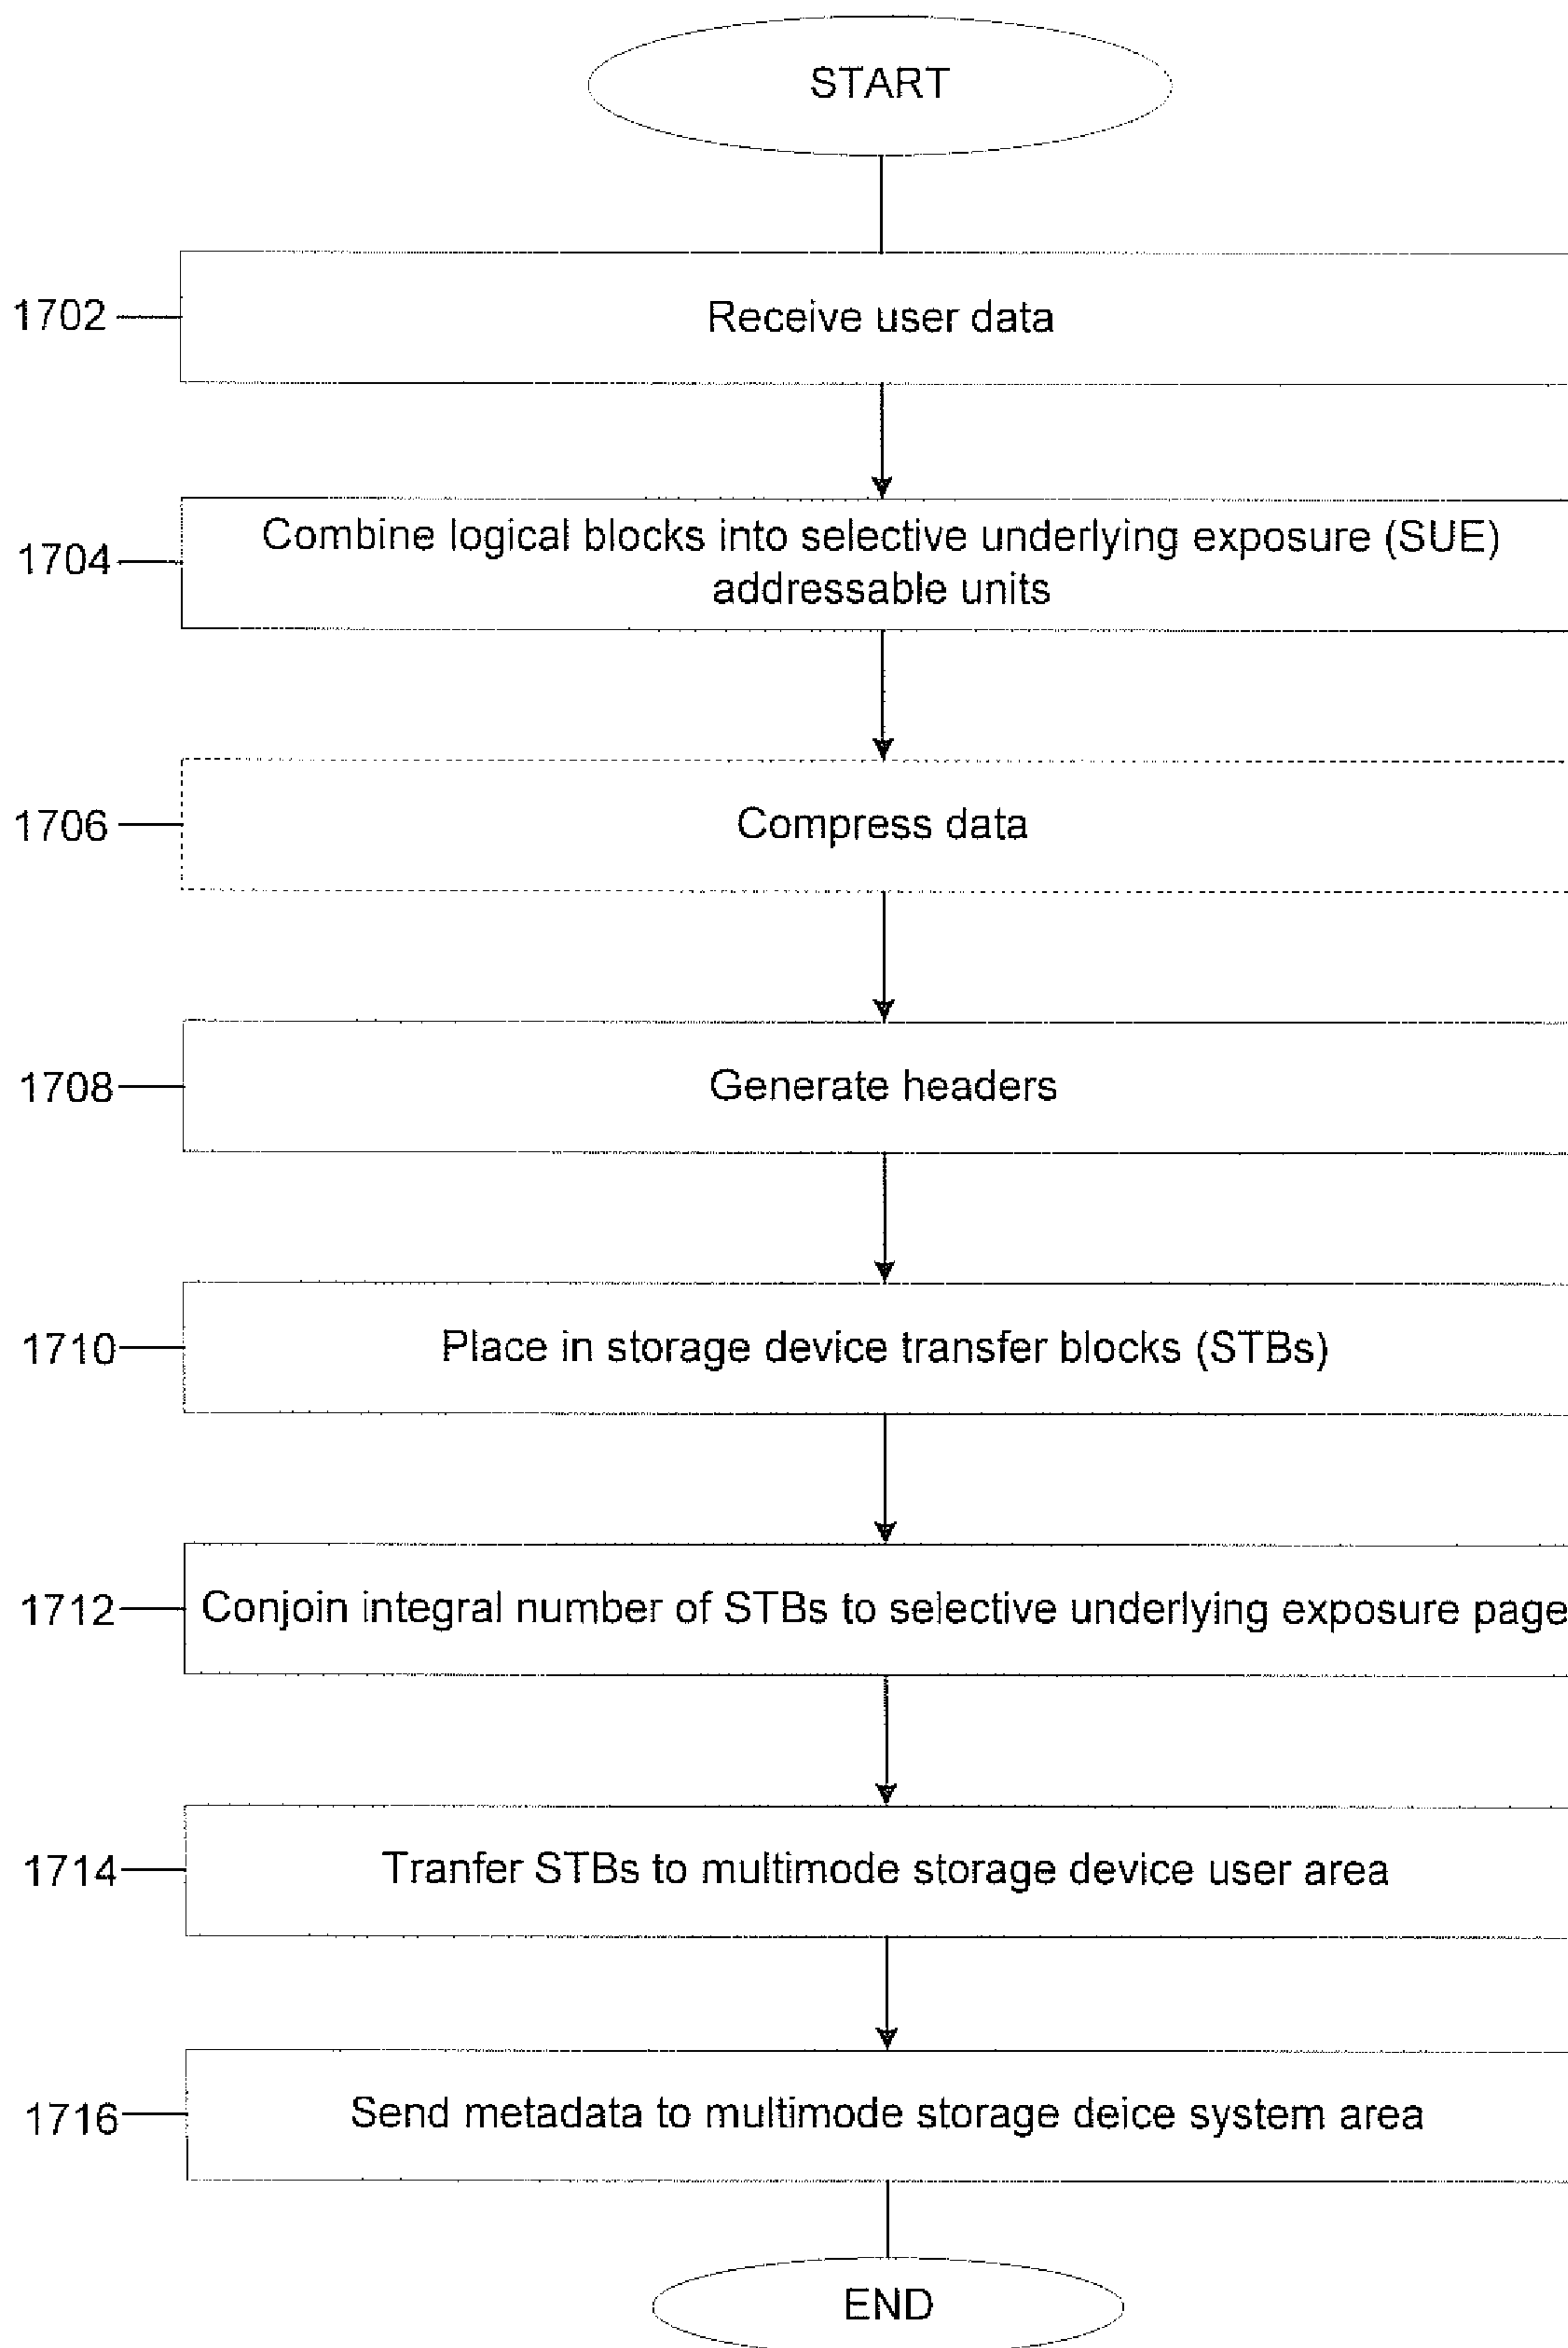 START
1702
Receive user data
1704
Combine logical blocks into selective underlying exposure (SUE)
addressable units
1706
Compress data
1708
Generate headers
1710
Place in storage device transfer blocks (STBs)
1712
Conjoin integral number of STBs to selective underlying exposure page
1714
Tranfer STBs to multimode storage device user area
1716
Send metadata to multimode storage deice system area
END